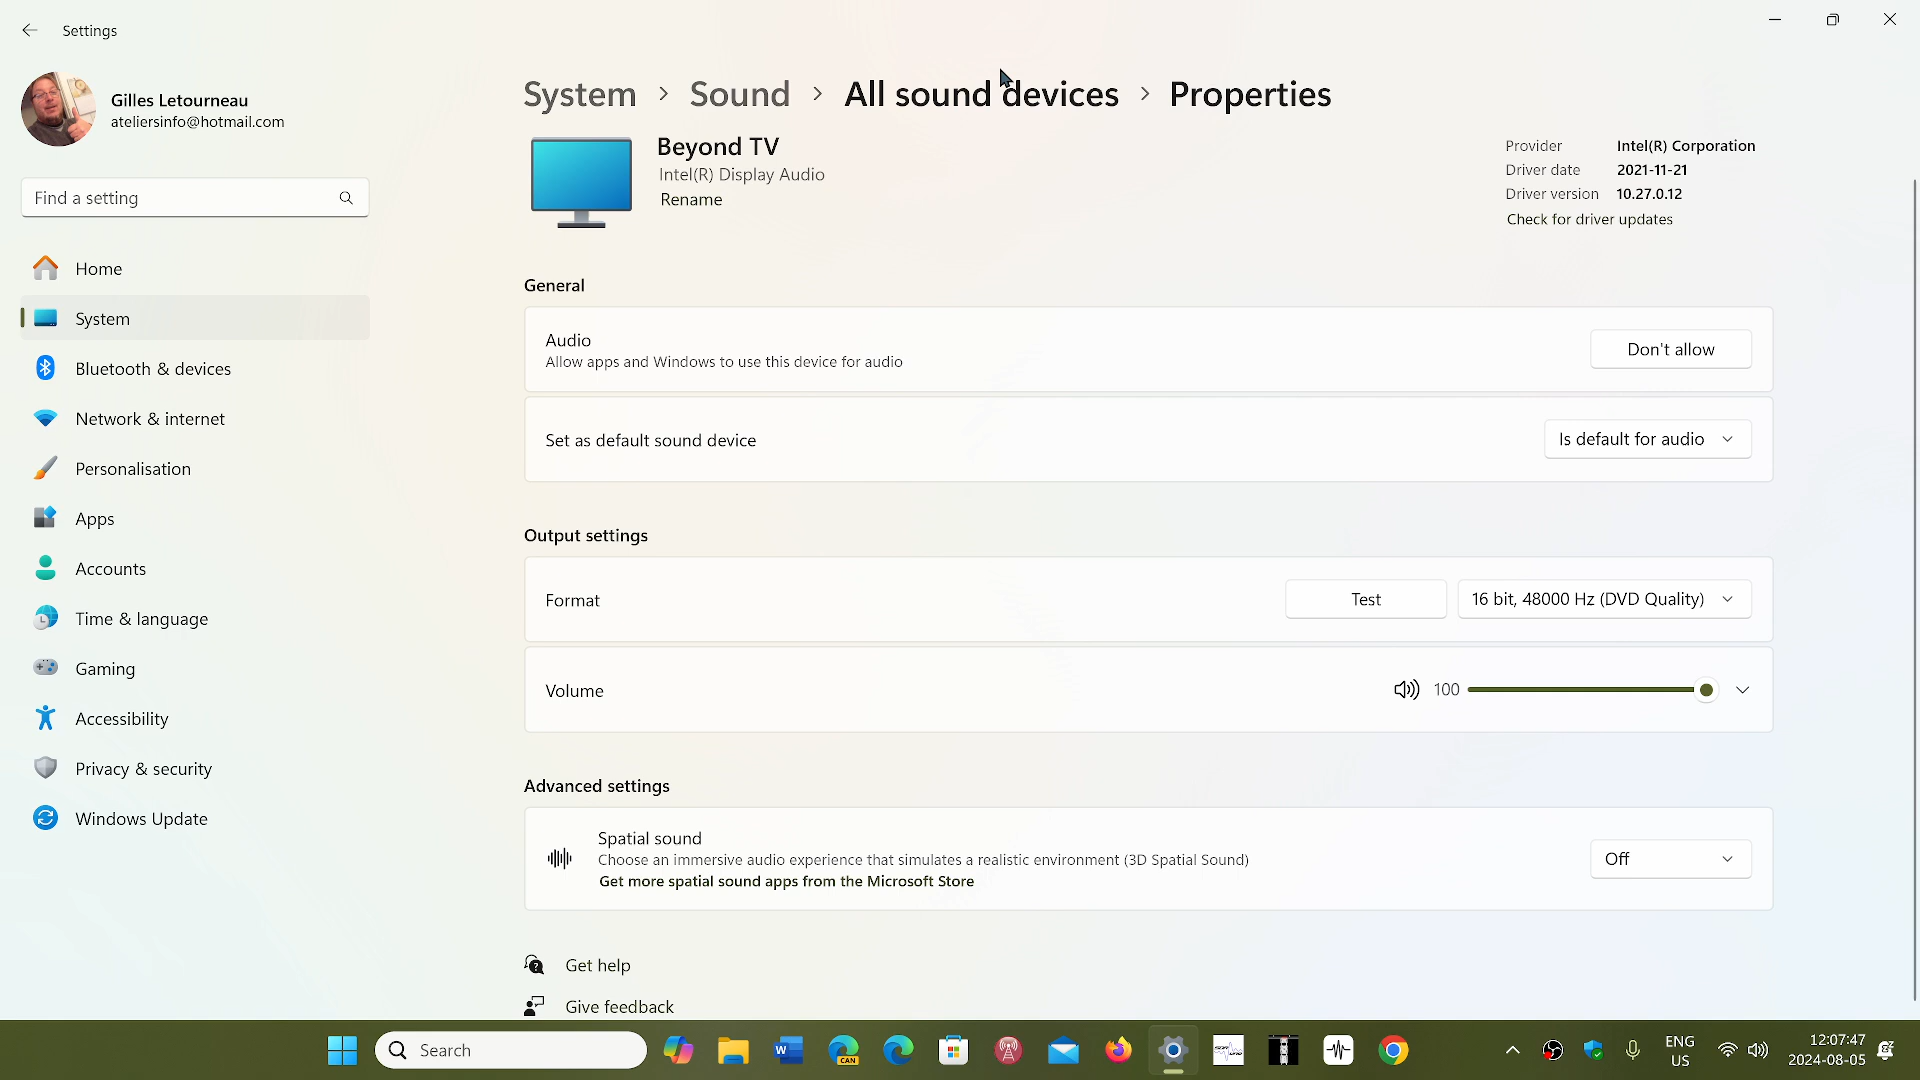 Settings
Gilles Letourneau
ateliersinfo@hotmail.com
Find a setting
Home
System
Bluetooth & devices
Network & internet
Personalisation
Apps
Accounts
Time & language
Gaming
Accessibility
Privacy & security
Windows Update
System > Sound > All sound devices > Properties
Beyond TV
Intel(R) Display Audio
Rename
Provider Intel(R) Corporation
Driver date 2021-11-21
Driver version 10.27.0.12
Check for driver updates
General
Audio
Allow apps and Windows to use this device for audio
Don't allow
Set as default sound device
Is default for audio
Output settings
Format
Test
16 bit, 48000 Hz (DVD Quality)
Volume
100
Advanced settings
Spatial sound
Choose an immersive audio experience that simulates a realistic environment (3D Spatial Sound)
Get more spatial sound apps from the Microsoft Store
Off
Get help
Give feedback
Search
W
CAN
ENG
US
12:07:47
2024-08-05